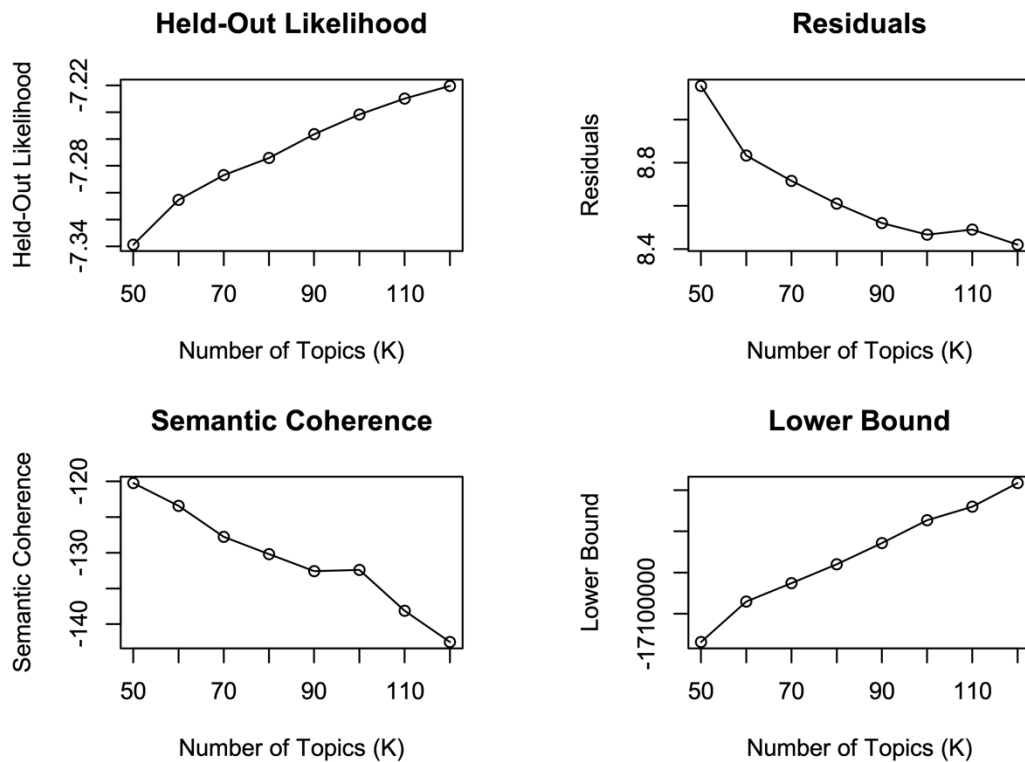 Held-Out Likelihood
Held-Out Likelihood
-7.22
-7.28
-7.34
50
70
90
110
Number of Topics (K)
Residuals
Residuals
8.8
8.4
50
70
90
110
Number of Topics (K)
Semantic Coherence
Semantic Coherence
-120
-130
-140
50
70
90
110
Number of Topics (K)
Lower Bound
Lower Bound
-17100000
50
70
90
110
Number of Topics (K)